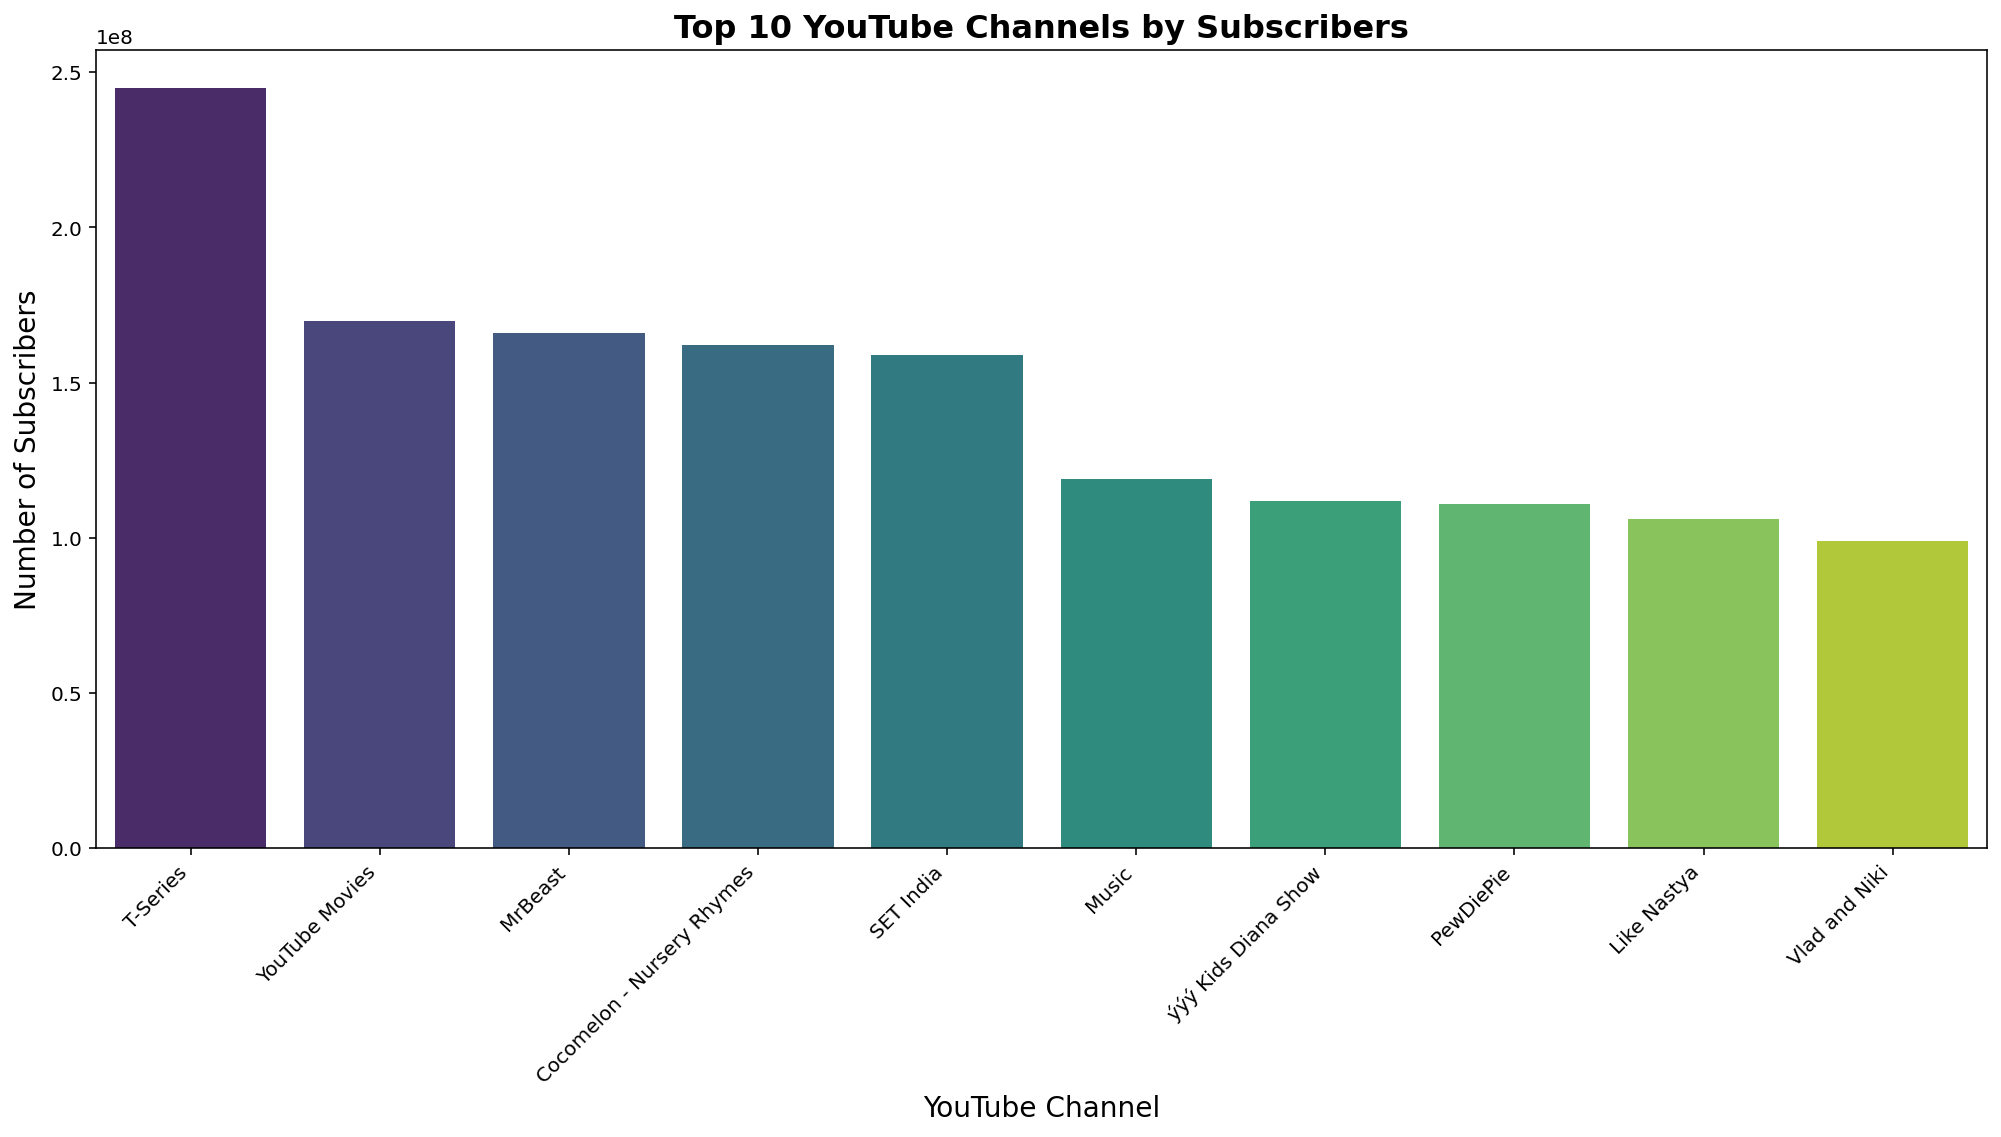 Top 10 YouTube Channels by Subscribers
1e8
2.5
2.0
1.5
1.0
0.5
0.0
Number of Subscribers
T-Series
YouTube Movies
MrBeast
Cocomelon - Nursery Rhymes
SET India
Music
ýýý Kids Diana Show
PewDiePie
Like Nastya
Vlad and Niki
YouTube Channel